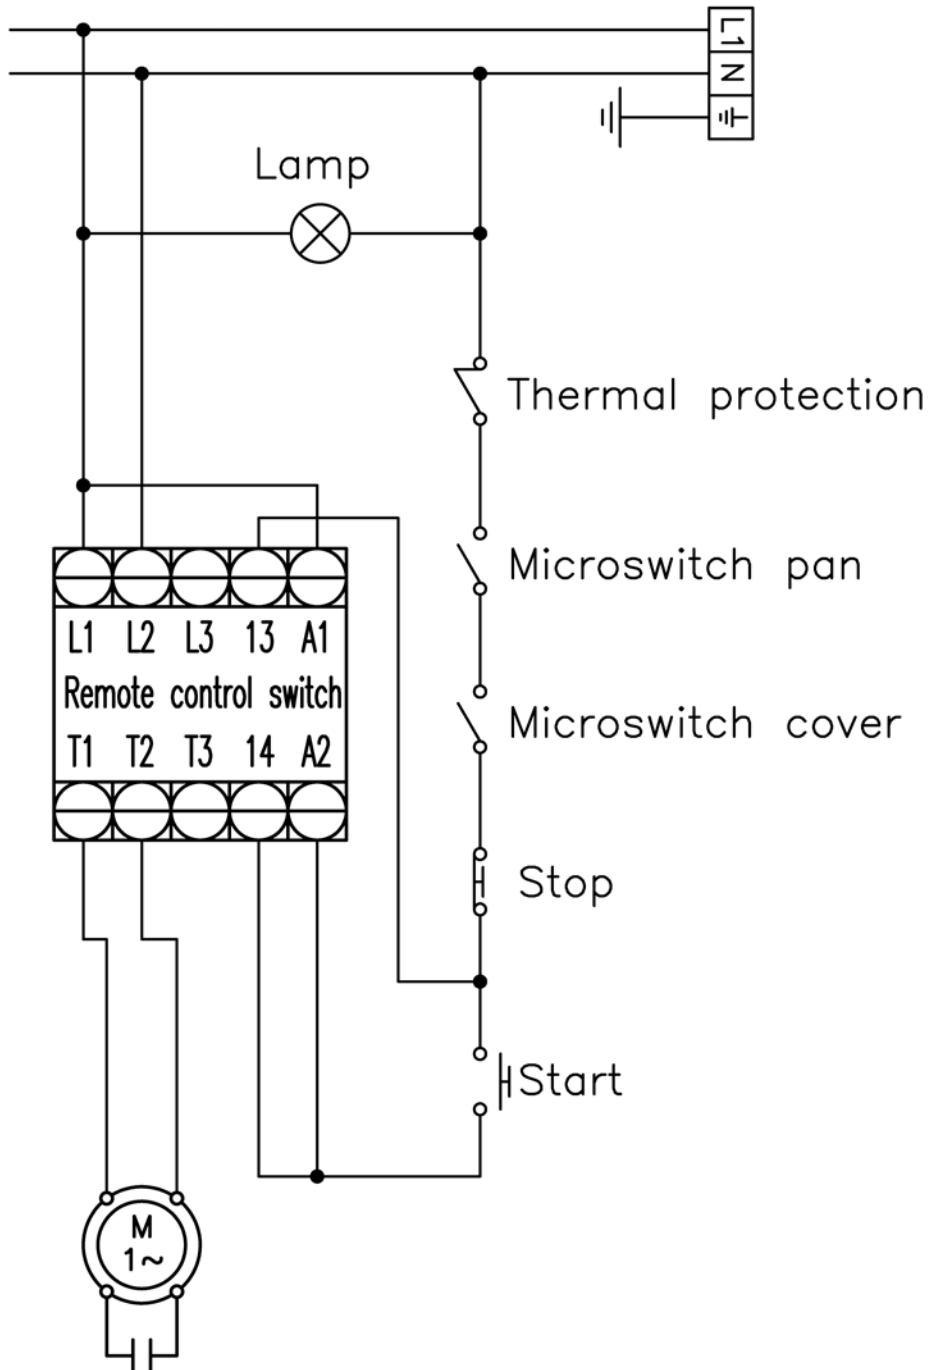 L1
N
Lamp
Thermal protection
Microswitch pan
L1 L2 L3 13 A1
Remote control switch
T1 T2 T3 14 A2
Microswitch cover
Stop
Start
M
1~